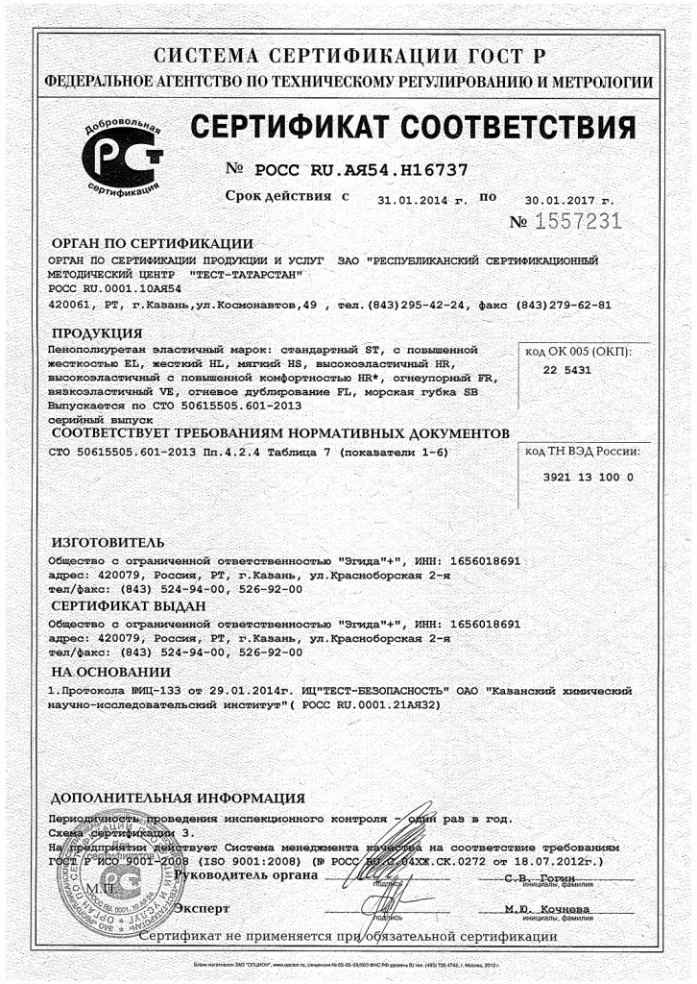 СИСТЕМА СЕРТИФИКАЦИИ ГОСТ Р
ФЕДЕРАЛЬНОЕ АГЕНТСТВО ПО ТЕХНИЧЕСКОМУ РЕГУЛИРОВАНИЮ И МЕТРОЛОГИИ
Добровольная
РСТ
сертификация
СЕРТИФИКАТ СООТВЕТСТВИЯ
№ РОСС RU.АЯ54.Н16737
Срок действия с 31.01.2014 г. по 30.01.2017 г.
№ 1557231
ОРГАН ПО СЕРТИФИКАЦИИ
ОРГАН ПО СЕРТИФИКАЦИИ ПРОДУКЦИИ И УСЛУГ ЗАО "РЕСПУБЛИКАНСКИЙ СЕРТИФИКАЦИОННЫЙ
МЕТОДИЧЕСКИЙ ЦЕНТР "ТЕСТ-ТАТАРСТАН"
РОСС RU.0001.10АЯ54
420061, РТ, г.Казань,ул.Космонавтов,49 , тел.(843)295-42-24, факс (843)279-62-81
ПРОДУКЦИЯ
Пенополиуретан эластичный марок: стандартный ST, с повышенной
жесткостью EL, жесткий HL, мягкий HS, высокоэластичный HR,
высокоэластичный с повышенной комфортностью HR*, огнеупорный FR,
вязкоэластичный VE, огневое дублирование FL, морская губка SB
Выпускается по СТО 50615505.601-2013
серийный выпуск
код ОК 005 (ОКП):
22 5431
СООТВЕТСТВУЕТ ТРЕБОВАНИЯМ НОРМАТИВНЫХ ДОКУМЕНТОВ
СТО 50615505.601-2013 Пп.4.2.4 Таблица 7 (показатели 1-6)
код ТН ВЭД России:
3921 13 100 0
ИЗГОТОВИТЕЛЬ
Общество с ограниченной ответственностью "Эгида"+", ИНН: 1656018691
адрес: 420079, Россия, РТ, г.Казань, ул.Красноборская 2-я
тел/факс: (843) 524-94-00, 526-92-00
СЕРТИФИКАТ ВЫДАН
Общество с ограниченной ответственностью "Эгида"+", ИНН: 1656018691
адрес: 420079, Россия, РТ, г.Казань, ул.Красноборская 2-я
тел/факс: (843) 524-94-00, 526-92-00
НА ОСНОВАНИИ
1.Протокола №ИЦ-133 от 29.01.2014г. ИЦ"ТЕСТ-БЕЗОПАСНОСТЬ" ОАО "Казанский химический
научно-исследовательский институт"( РОСС RU.0001.21АЯ32)
ДОПОЛНИТЕЛЬНАЯ ИНФОРМАЦИЯ
Периодичность проведения инспекционного контроля – один раз в год.
Схема сертификации 3.
На предприятии действует Система менеджмента качества на соответствие требованиям
ГОСТ Р ИСО 9001-2008 (ISO 9001:2008) (№ РОСС 04ХЖ.СК.0272 от 18.07.2012г.)
Для
сертификатов
М.П.
Руководитель органа
подпись
С.В. Гогин
инициалы, фамилия
Эксперт
подпись
М.Ю. Кочнева
инициалы, фамилия
Сертификат не применяется при обязательной сертификации
Бланк изготовлен ЗАО "ОПЦИОН", www.opcion.ru